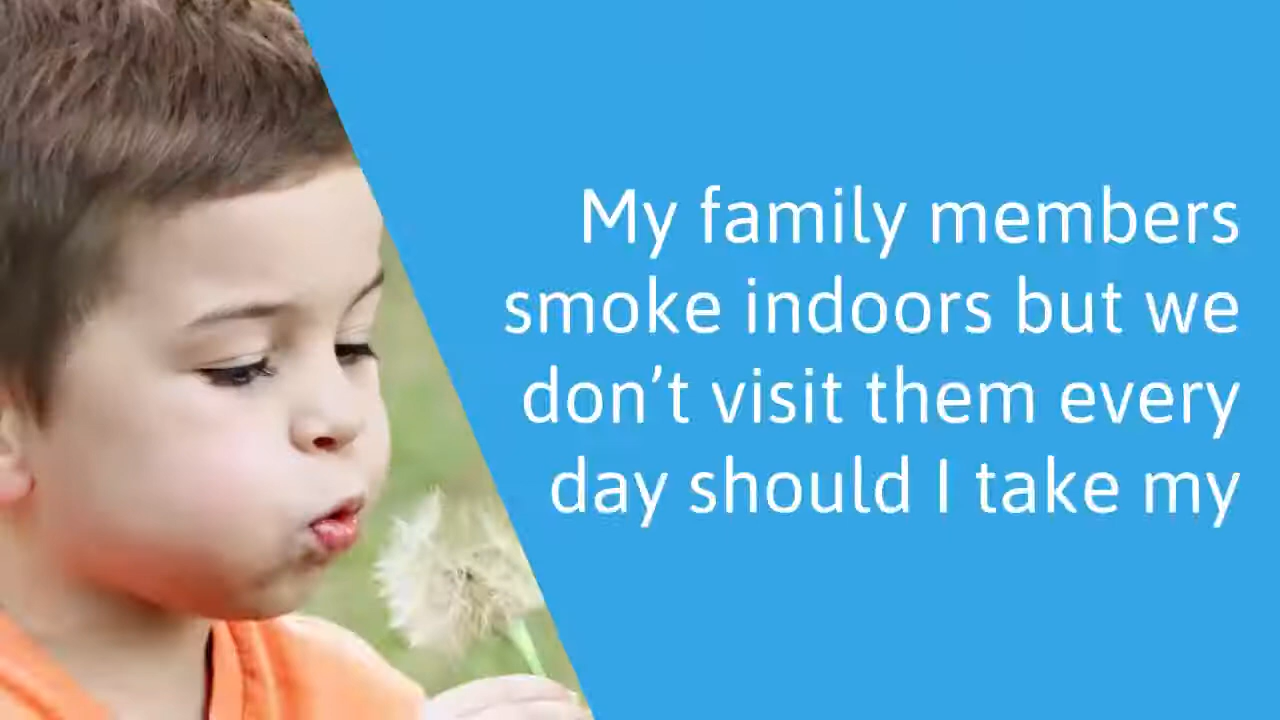 My family members
smoke indoors but we
don’t visit them every
day should I take my